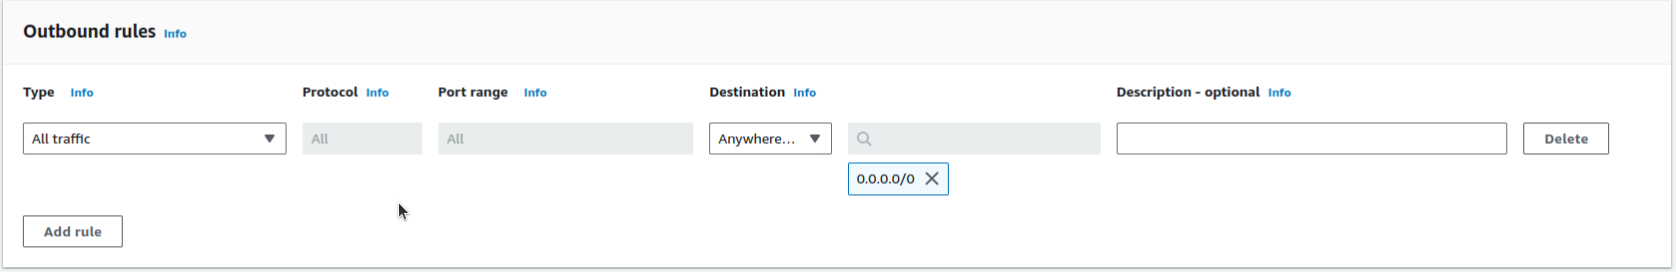 Outbound rules Info
Type Info Protocol Info Port range Info Destination Info Description - optional Info
All traffic All All Anywhere... Delete
0.0.0.0/0
Add rule